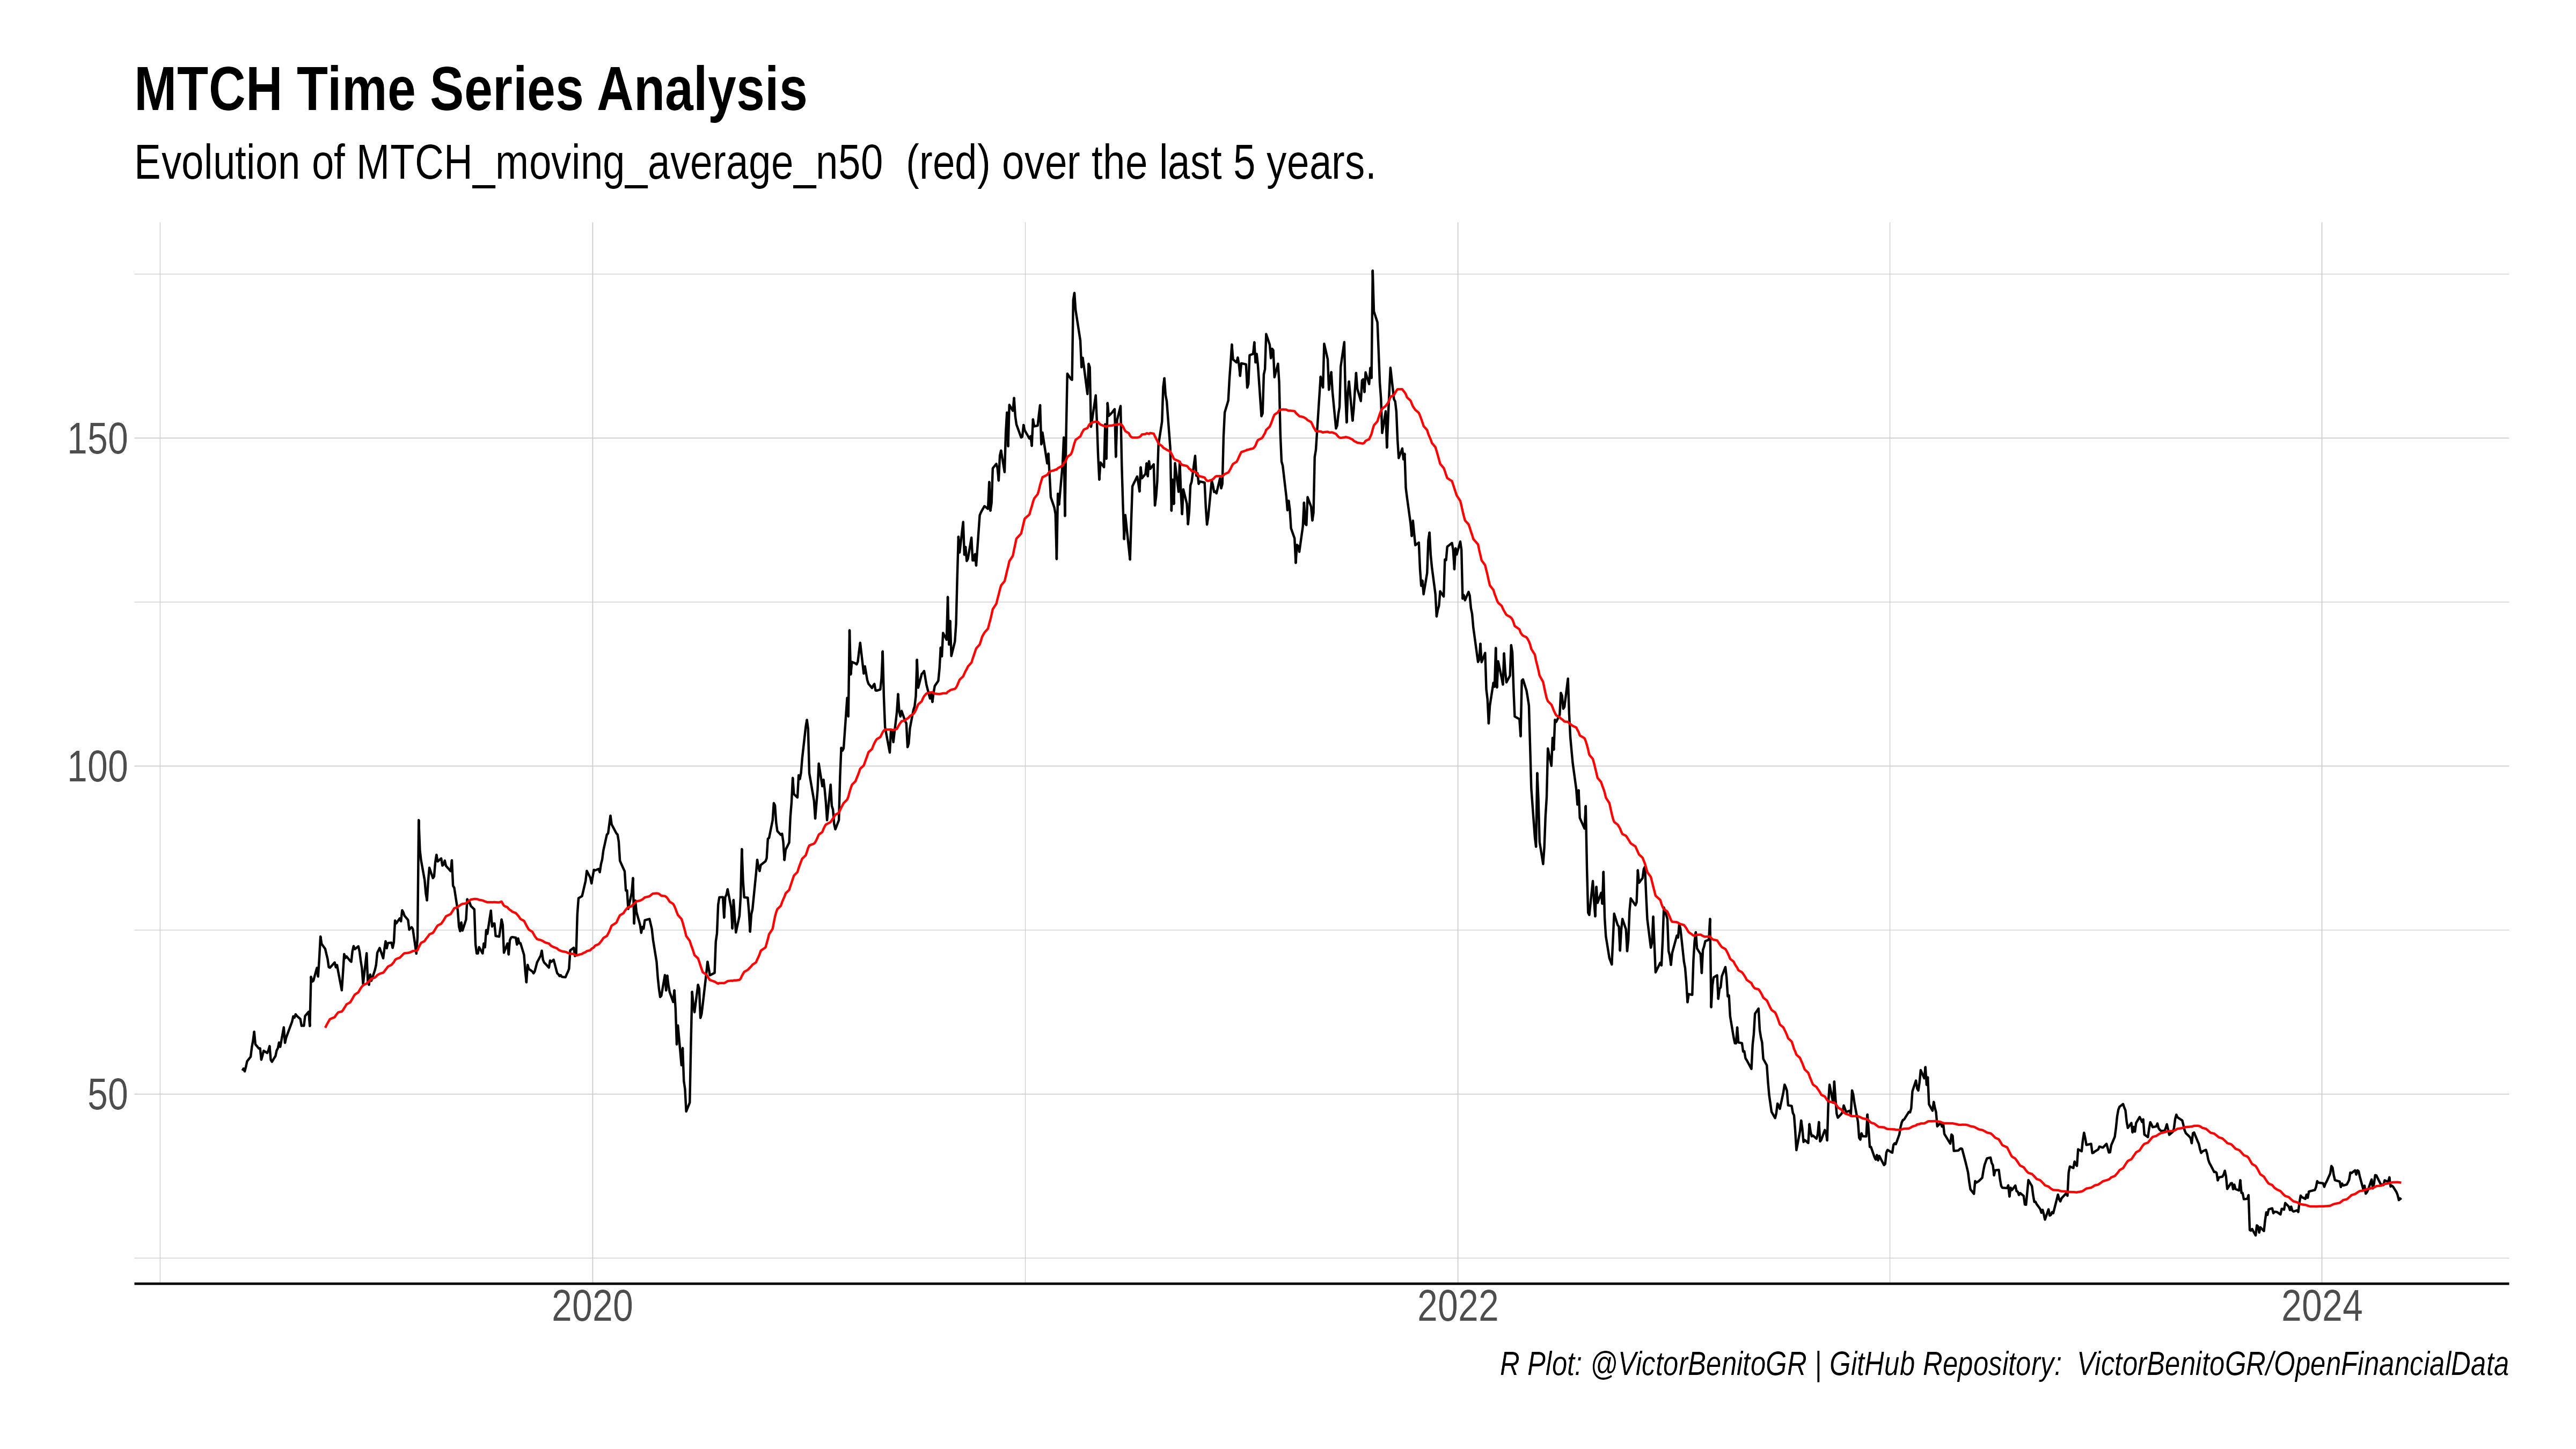 MTCH Time Series Analysis
Evolution of MTCH_moving_average_n50  (red) over the last 5 years.
150
100
50
2020
2022
2024
R Plot: @VictorBenitoGR | GitHub Repository:  VictorBenitoGR/OpenFinancialData